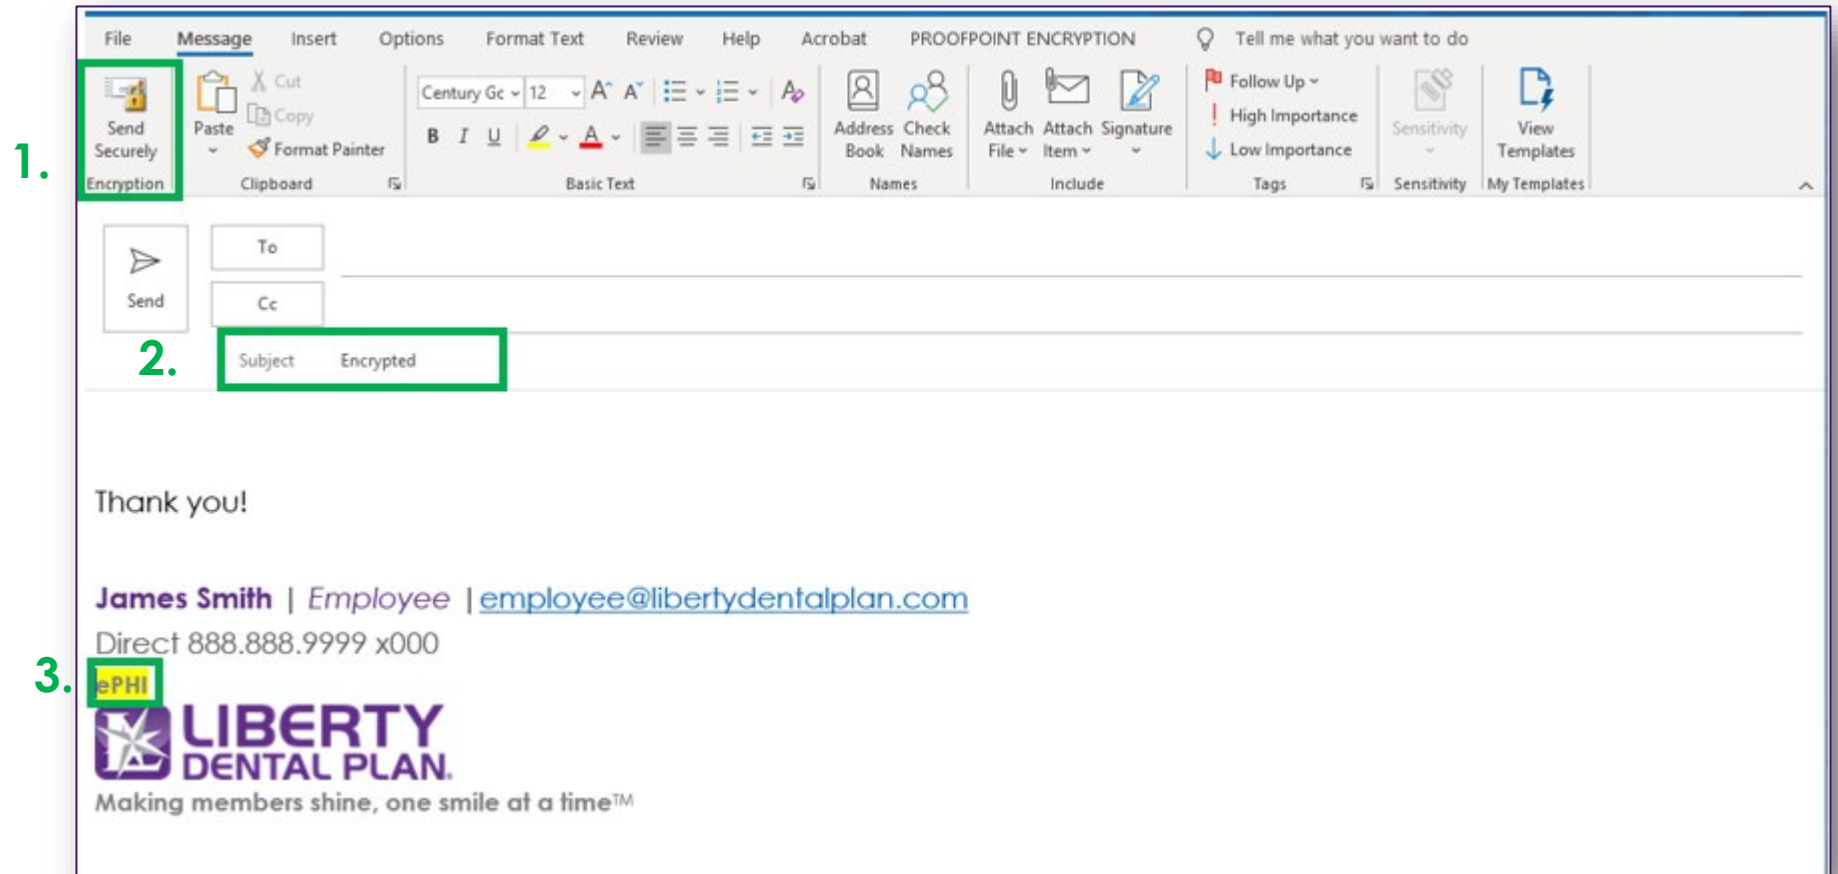 File Message Insert Options Format Text Review Help Acrobat PROOFPOINT ENCRYPTION Tell me what you want to do
1.
Send Securely
Encryption
Paste
Cut
Copy
Format Painter
Clipboard
Century Gc 12 A^ A˅
B I U A
Basic Text
Address Book
Check Names
Names
Attach File
Attach Item
Signature
Include
Follow Up
! High Importance
Low Importance
Tags
Sensitivity
Sensitivity
View Templates
My Templates
Send
To
Cc
2.
Subject Encrypted
Thank you!
James Smith | Employee | employee@libertydentalplan.com
Direct 888.888.9999 x000
3.
ePHI
LIBERTY
DENTAL PLAN.
Making members shine, one smile at a time™